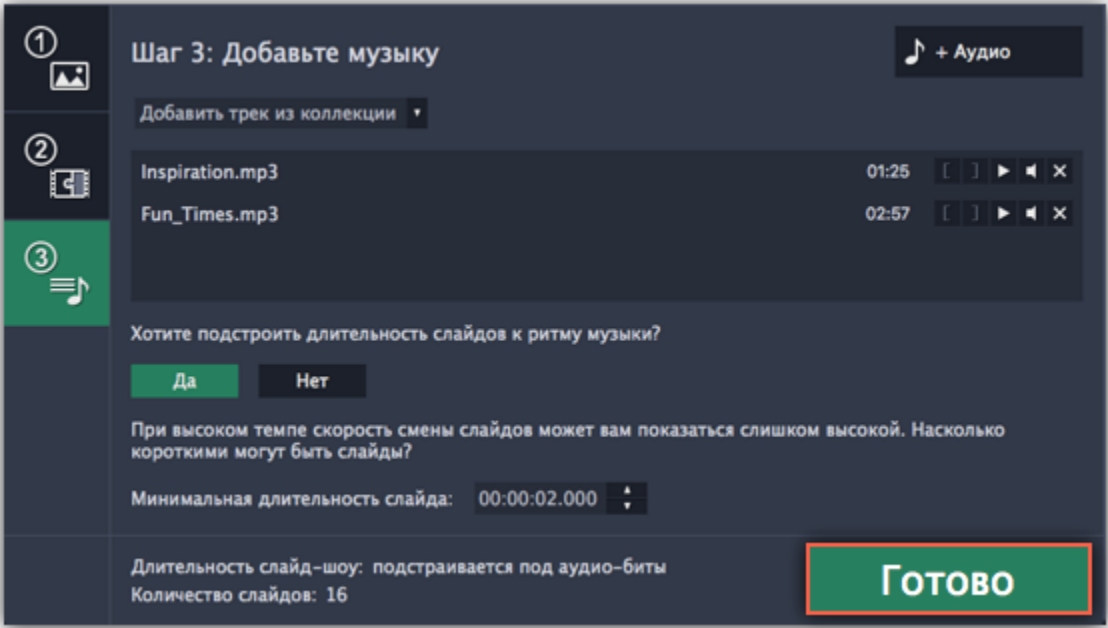 1
Шаг 3: Добавьте музыку
+ Аудио
Добавить трек из коллекции
2
Inspiration.mp3 01:25 [ ]
Fun_Times.mp3 02:57 [ ]
3
Хотите подстроить длительность слайдов к ритму музыки?
Да Нет
При высоком темпе скорость смены слайдов может вам показаться слишком высокой. Насколько
короткими могут быть слайды?
Минимальная длительность слайда: 00:00:02.000
Длительность слайд-шоу: подстраивается под аудио-биты
Количество слайдов: 16
Готово